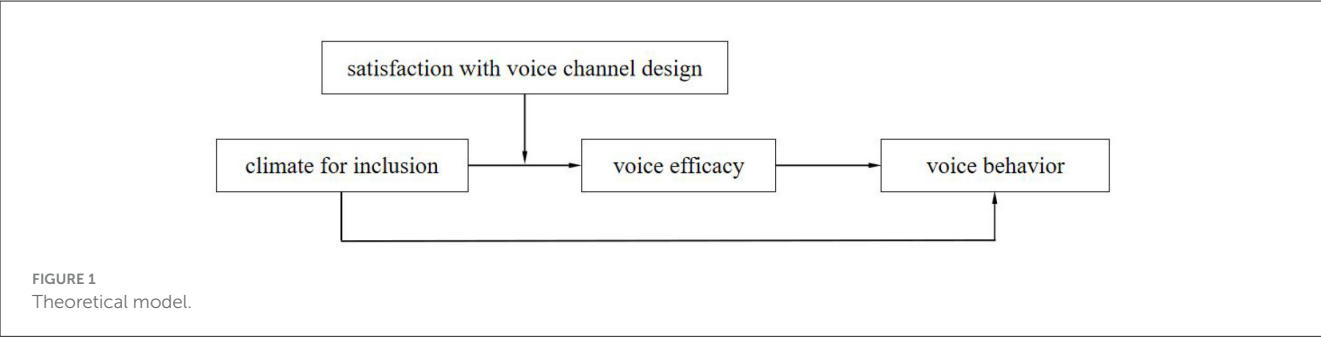 satisfaction with voice channel design
climate for inclusion
voice efficacy
voice behavior
FIGURE 1
Theoretical model.